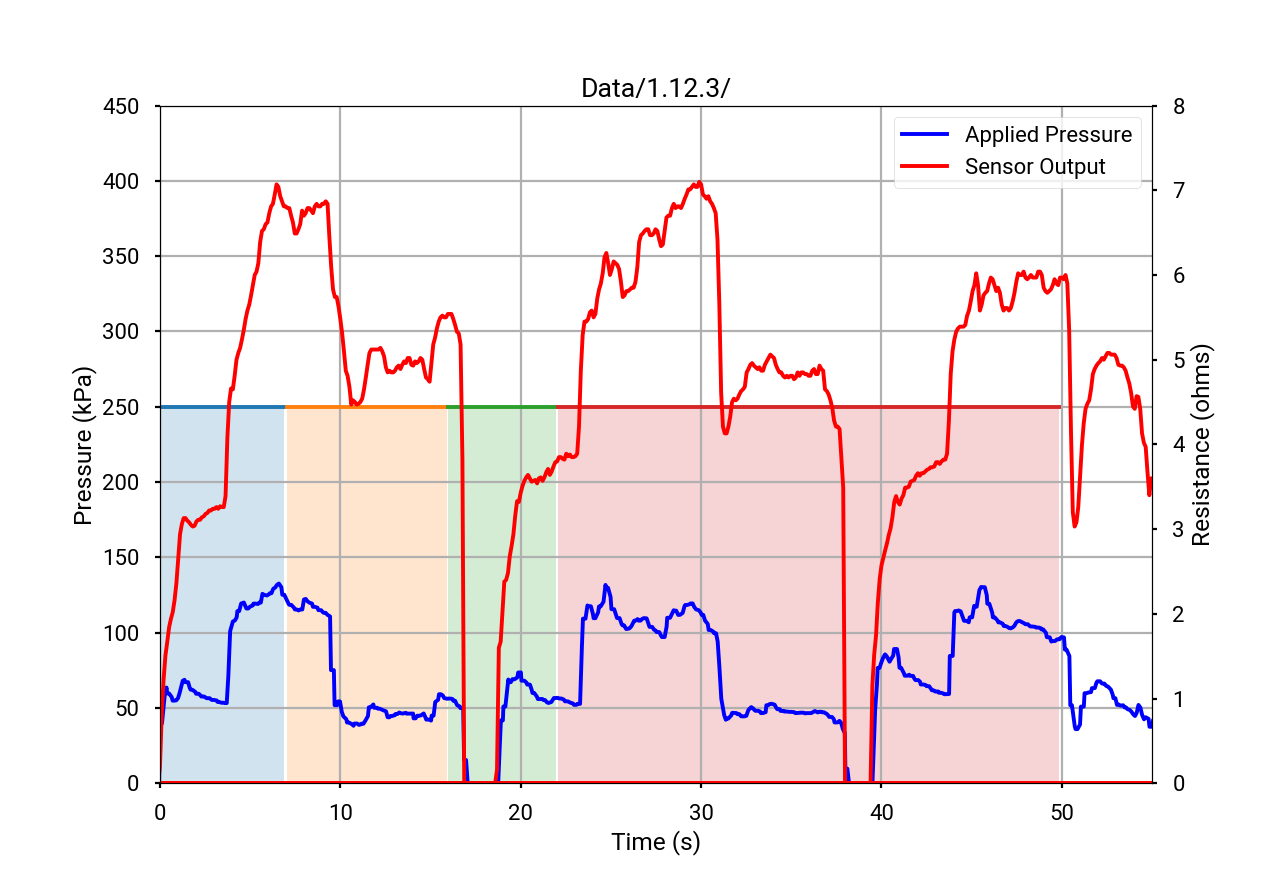 Data/1.12.3/
Applied Pressure
Sensor Output
Pressure (kPa)
450
400
350
300
250
200
150
100
50
0
8
7
6
5
4
3
2
1
0
Resistance (ohms)
0 10 20 30 40 50
Time (s)